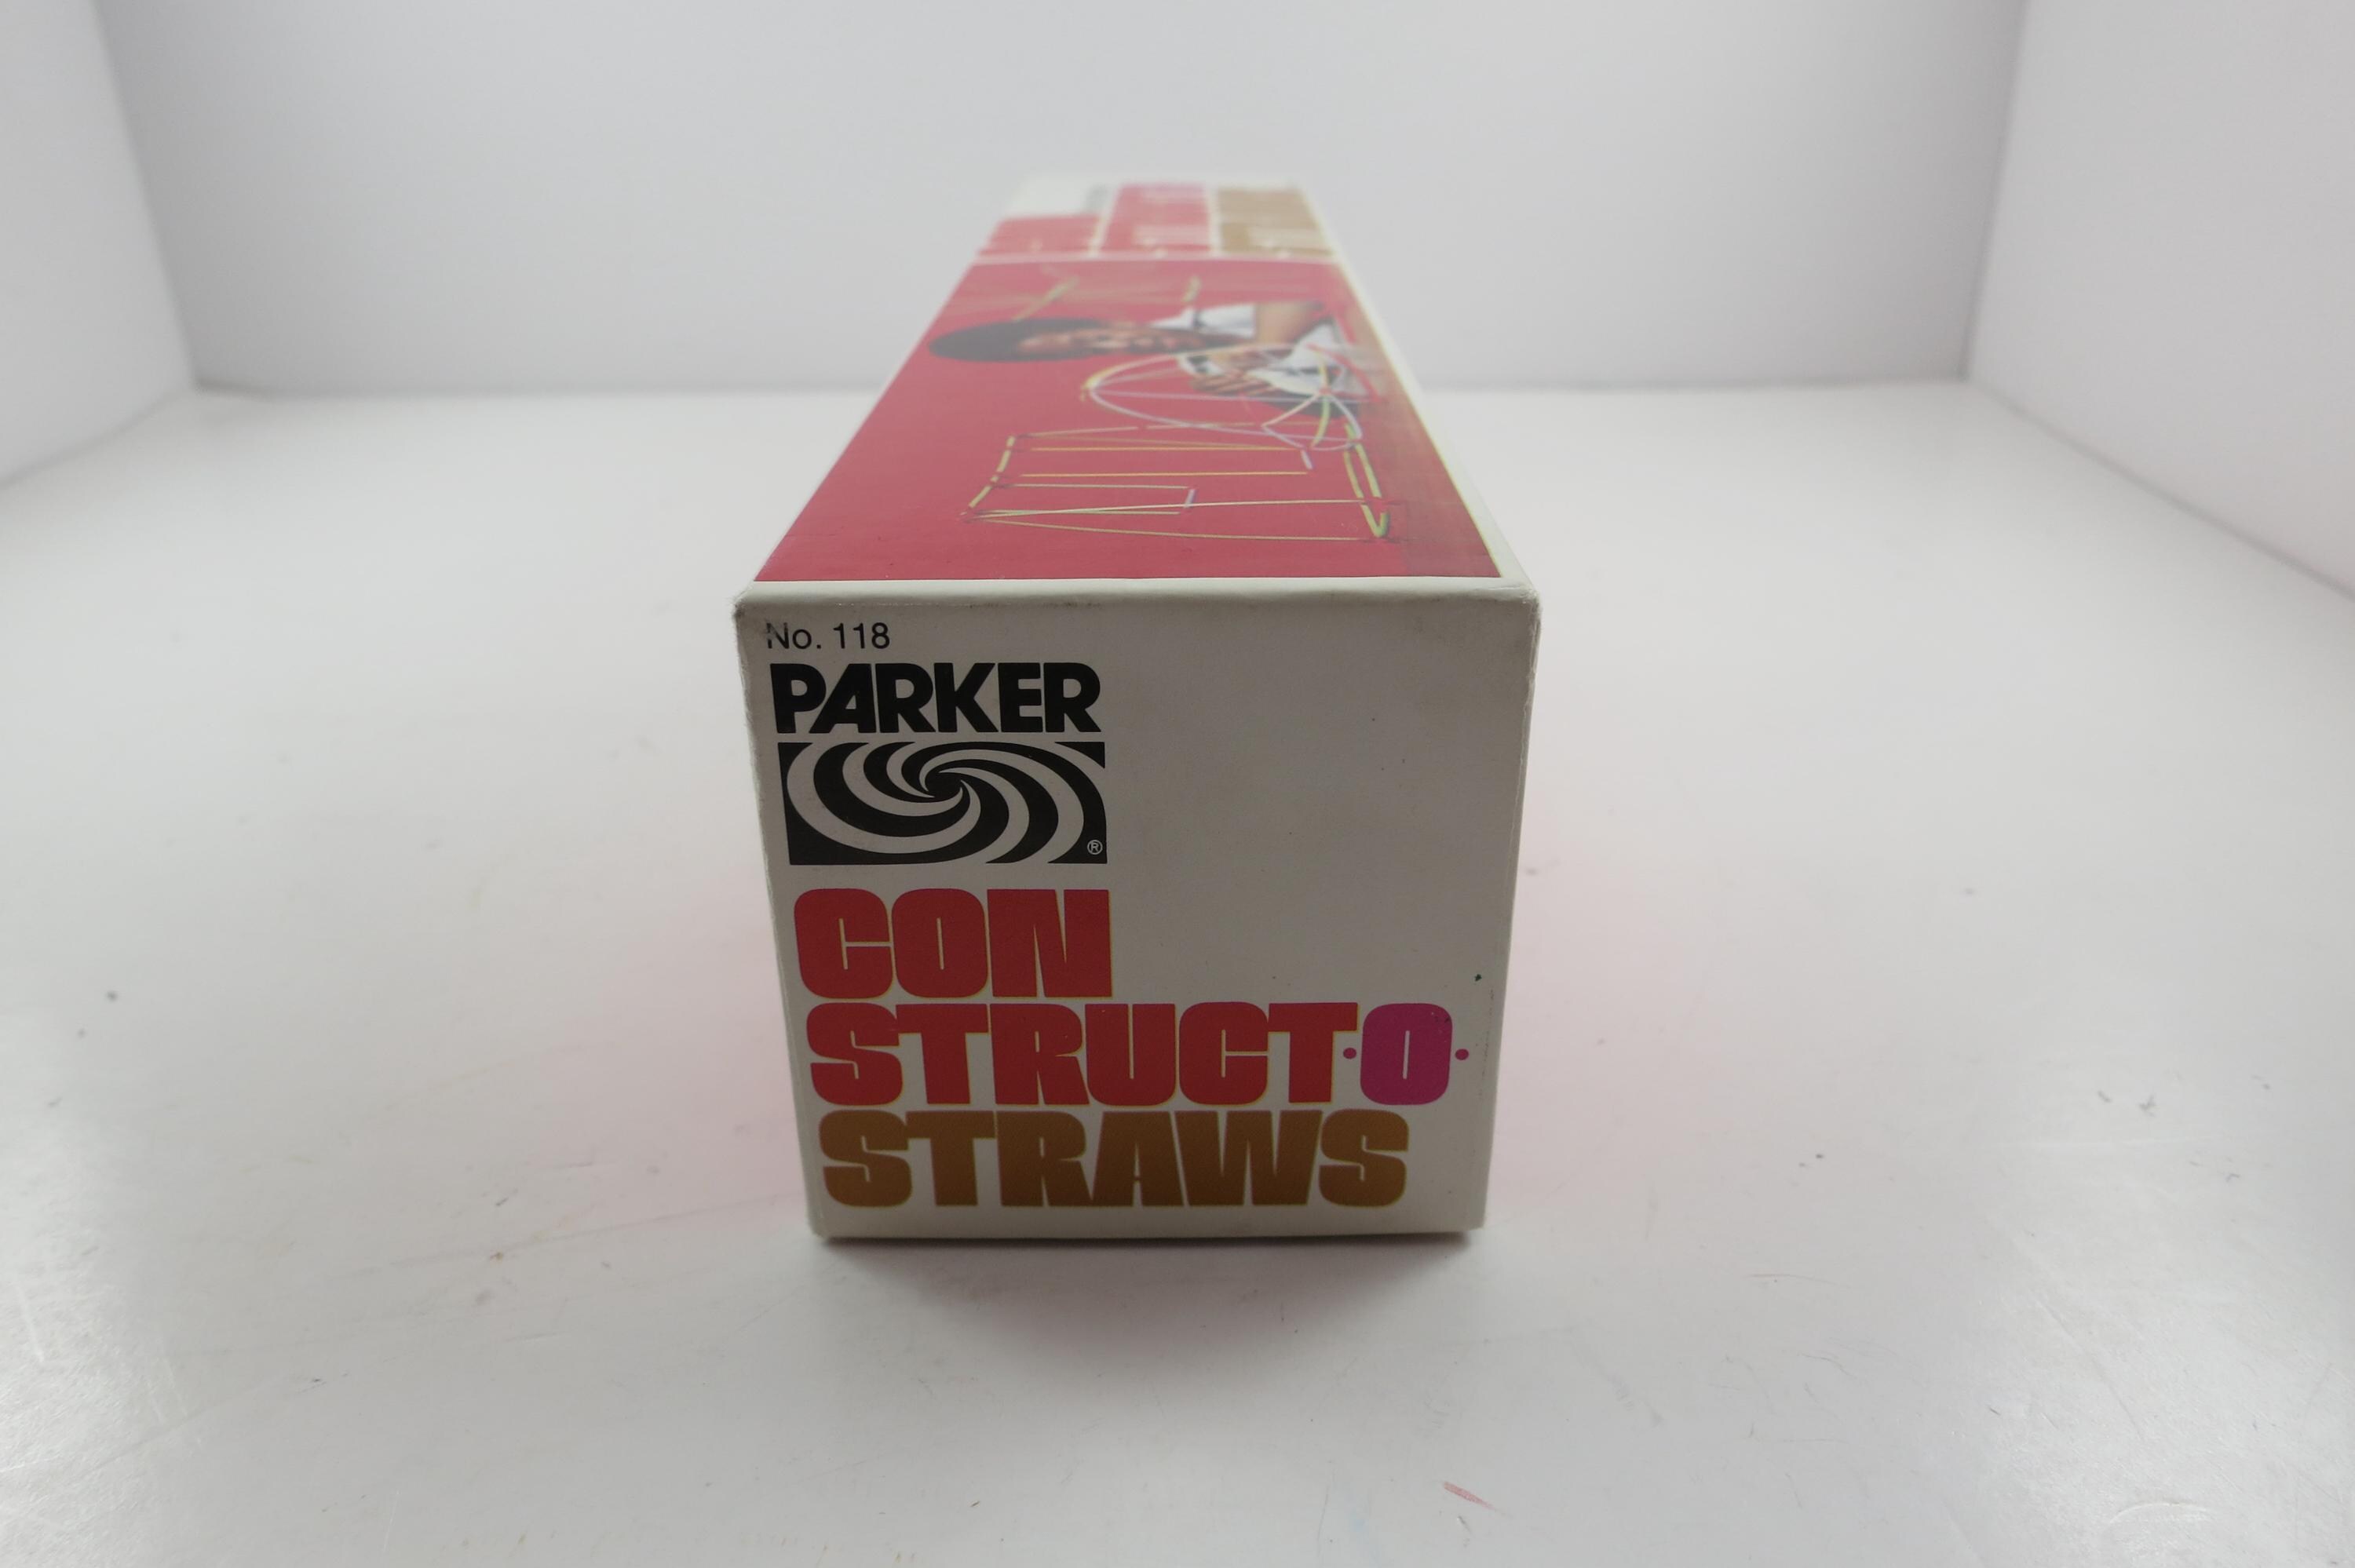 No. 118
PARKER
®
CON
STRUCT·O·
STRAWS